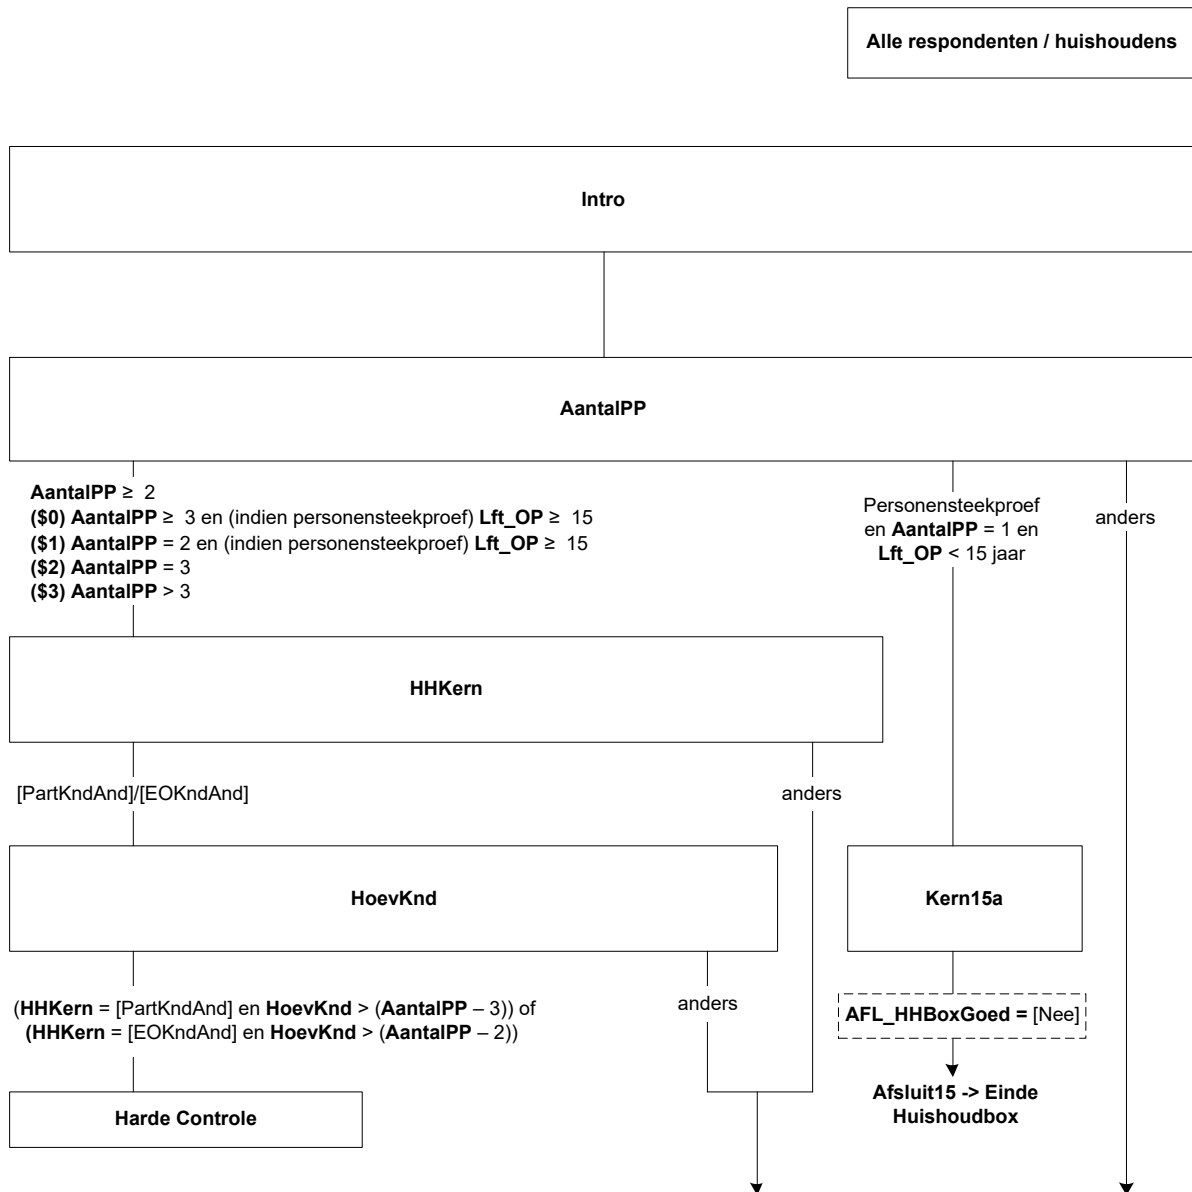 Alle respondenten / huishoudens
Intro
AantalPP
AantalPP ≥ 2
($0) AantalPP ≥ 3 en (indien personensteekproef) Lft_OP ≥ 15
($1) AantalPP = 2 en (indien personensteekproef) Lft_OP ≥ 15
($2) AantalPP = 3
($3) AantalPP > 3
Personensteekproef
en AantalPP = 1 en
Lft_OP < 15 jaar
anders
HHKern
[PartKndAnd]/[EOKndAnd]
anders
HoevKnd
Kern15a
(HHKern = [PartKndAnd] en HoevKnd > (AantalPP – 3)) of
(HHKern = [EOKndAnd] en HoevKnd > (AantalPP – 2))
anders
AFL_HHBoxGoed = [Nee]
Harde Controle
Afsluit15 -> Einde
Huishoudbox